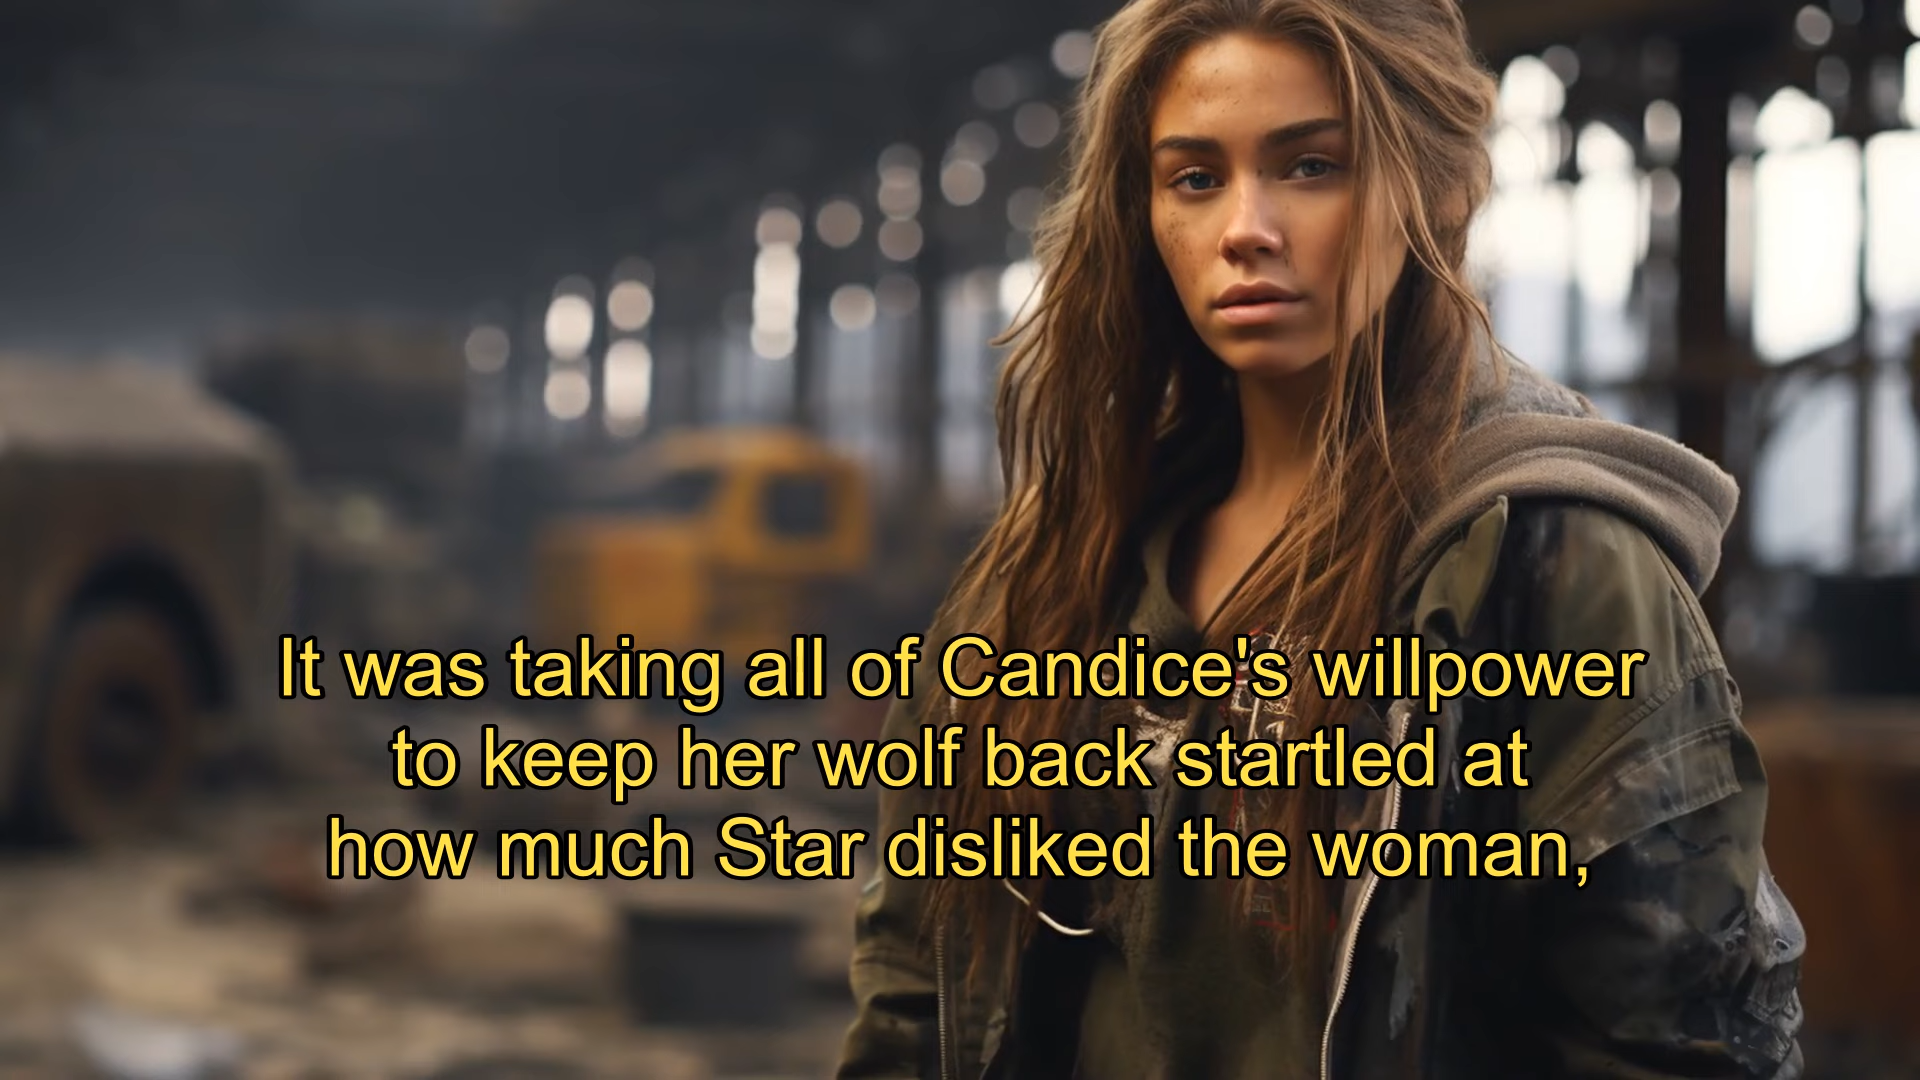 It was taking all of Candice's willpower
to keep her wolf back startled at
how much Star disliked the woman,